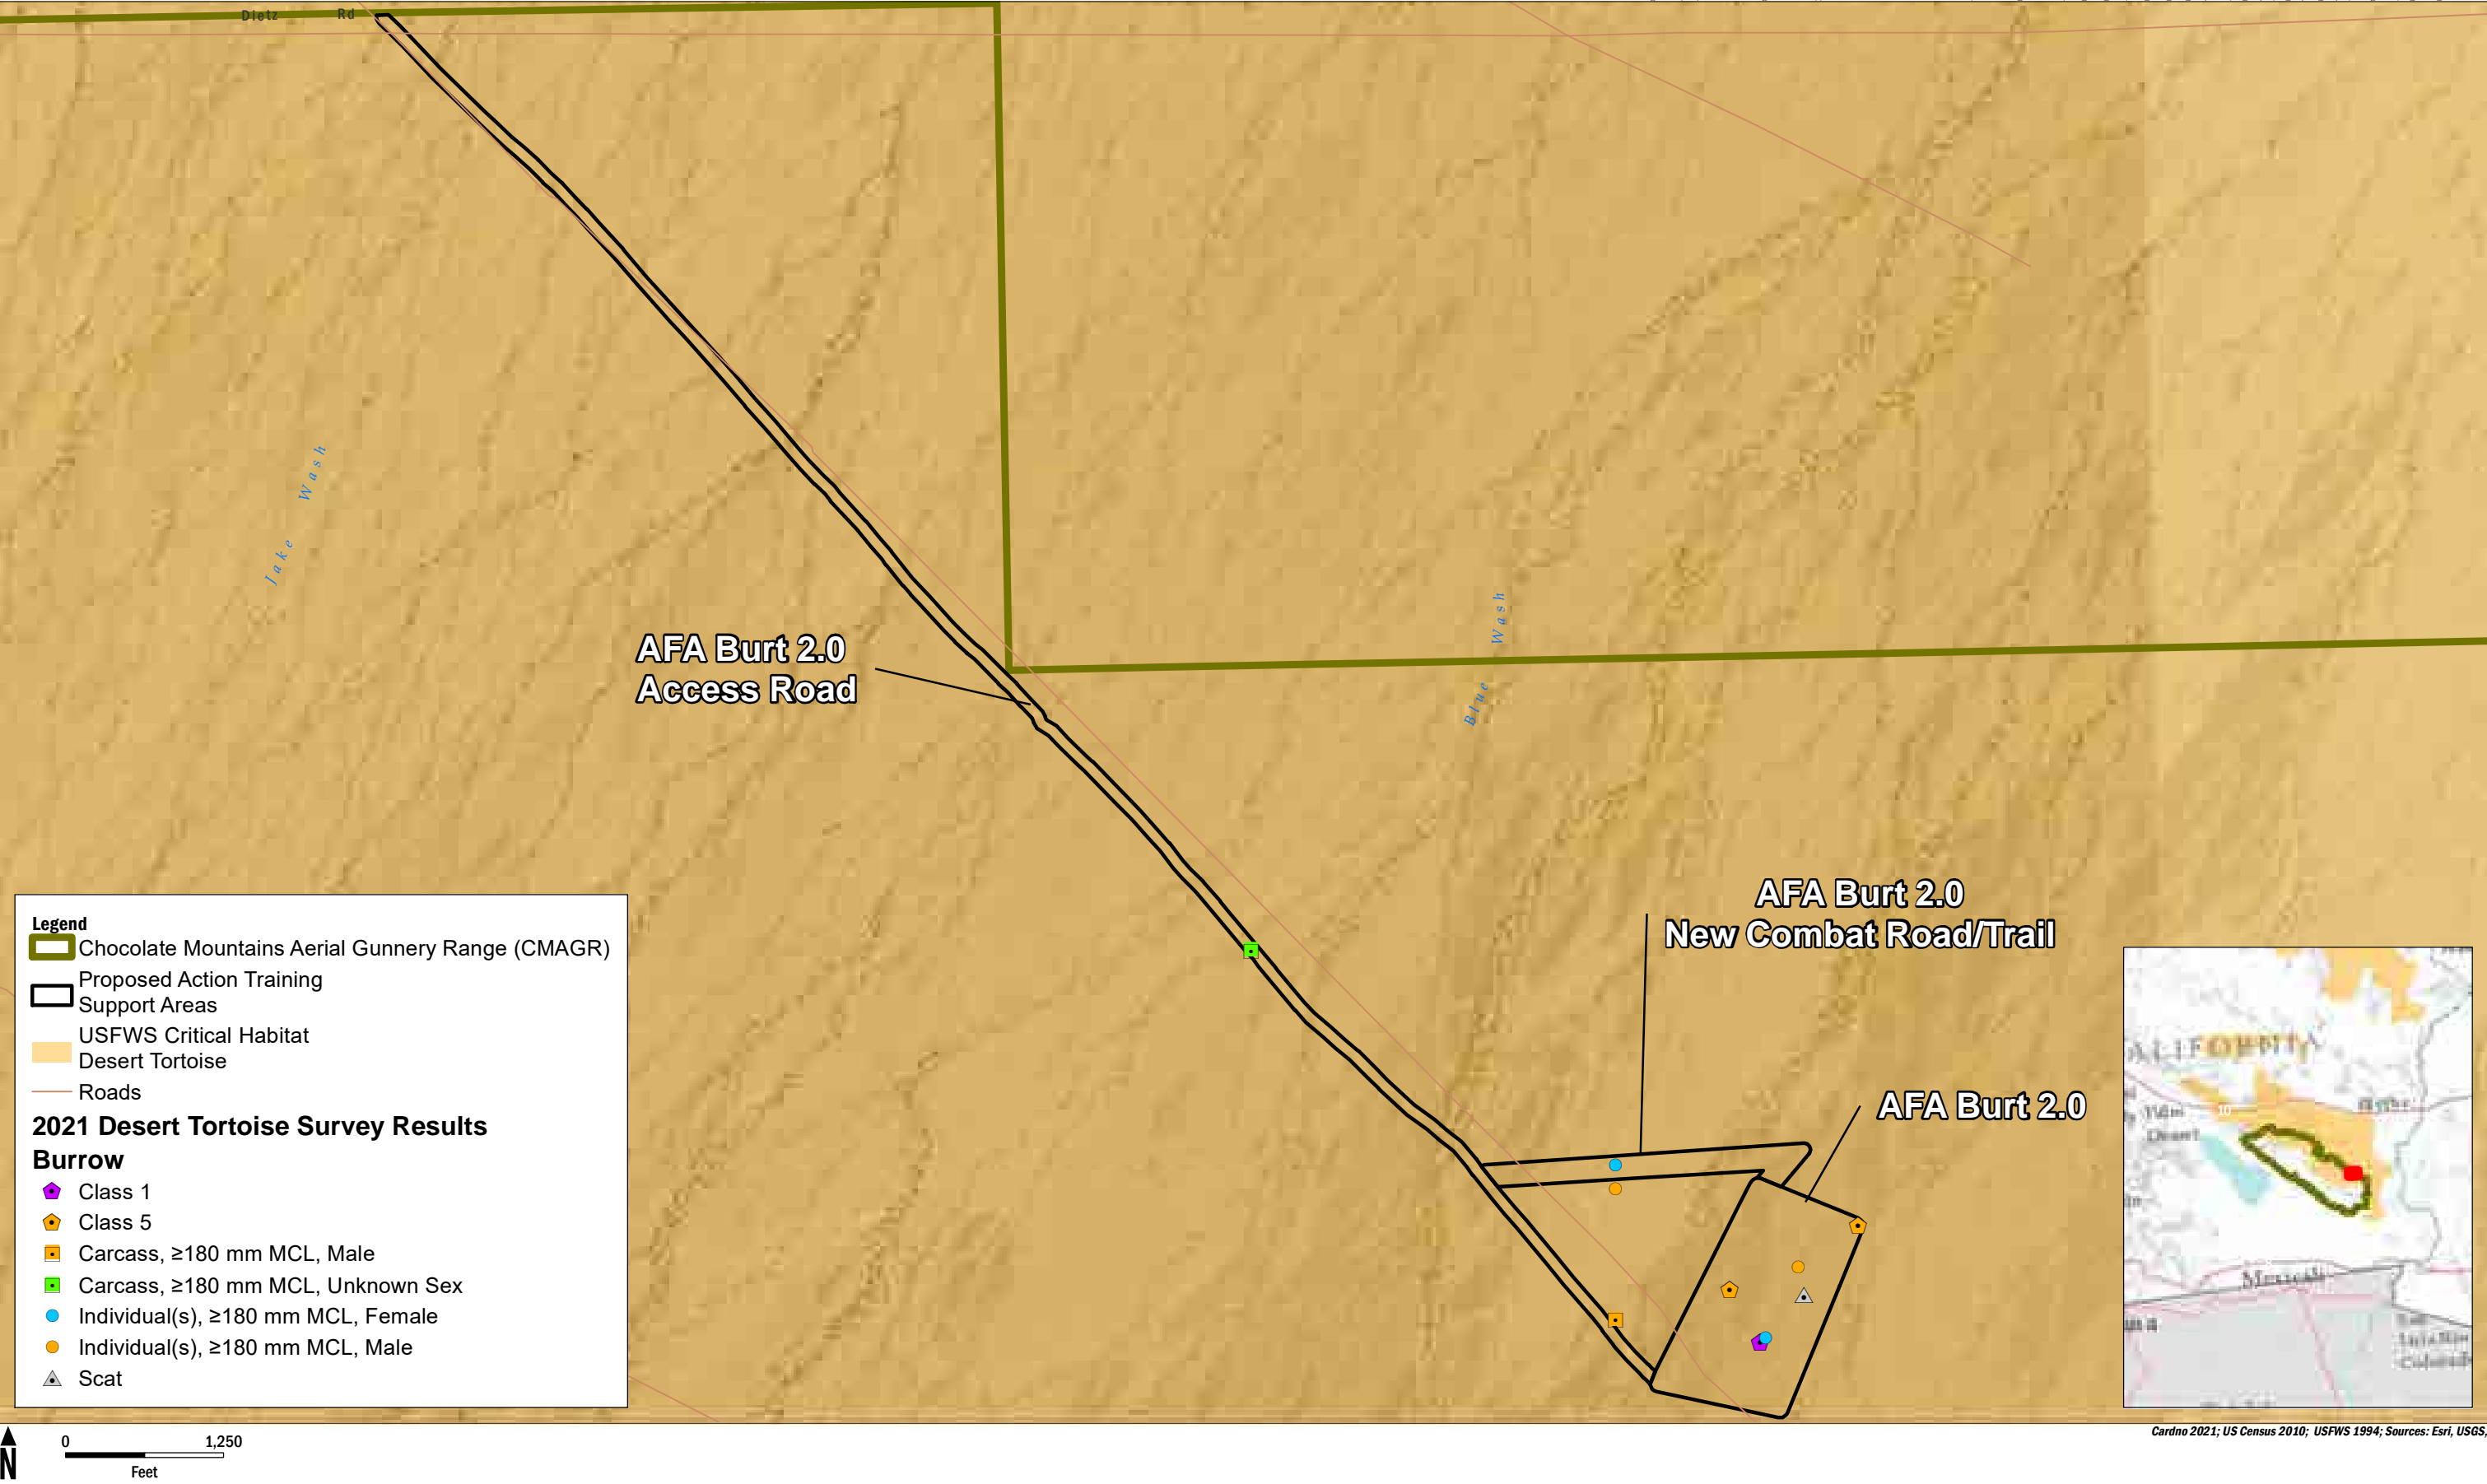 Dietz Rd
Jake Wash
Blue Wash
AFA Burt 2.0
Access Road
AFA Burt 2.0
New Combat Road/Trail
AFA Burt 2.0
Legend
Chocolate Mountains Aerial Gunnery Range (CMAGR)
Proposed Action Training
Support Areas
USFWS Critical Habitat
Desert Tortoise
Roads
2021 Desert Tortoise Survey Results
Burrow
Class 1
Class 5
Carcass, ≥180 mm MCL, Male
Carcass, ≥180 mm MCL, Unknown Sex
Individual(s), ≥180 mm MCL, Female
Individual(s), ≥180 mm MCL, Male
Scat
10
Desert
Mexicali
N
0 1,250
Feet
Cardno 2021; US Census 2010; USFWS 1994; Sources: Esri, USGS,